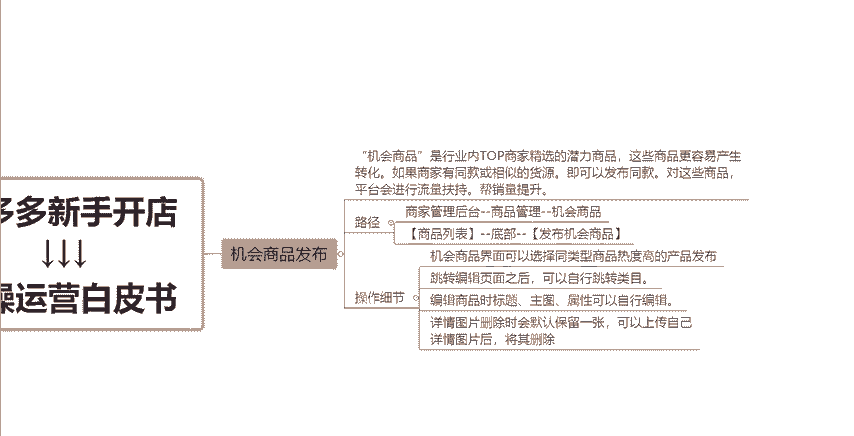 多多新手开店
↓↓↓
操运营白皮书
机会商品发布
“机会商品”是行业内TOP商家精选的潜力商品，这些商品更容易产生
转化。如果商家有同款或相似的货源。即可以发布同款。对这些商品，
平台会进行流量扶持。帮销量提升。
路径
商家管理后台--商品管理--机会商品
【商品列表】--底部--【发布机会商品】
操作细节
机会商品界面可以选择同类型商品热度高的产品发布
跳转编辑页面之后，可以自行跳转类目。
编辑商品时标题、主图、属性可以自行编辑。
详情图片删除时会默认保留一张，可以上传自己
详情图片后，将其删除